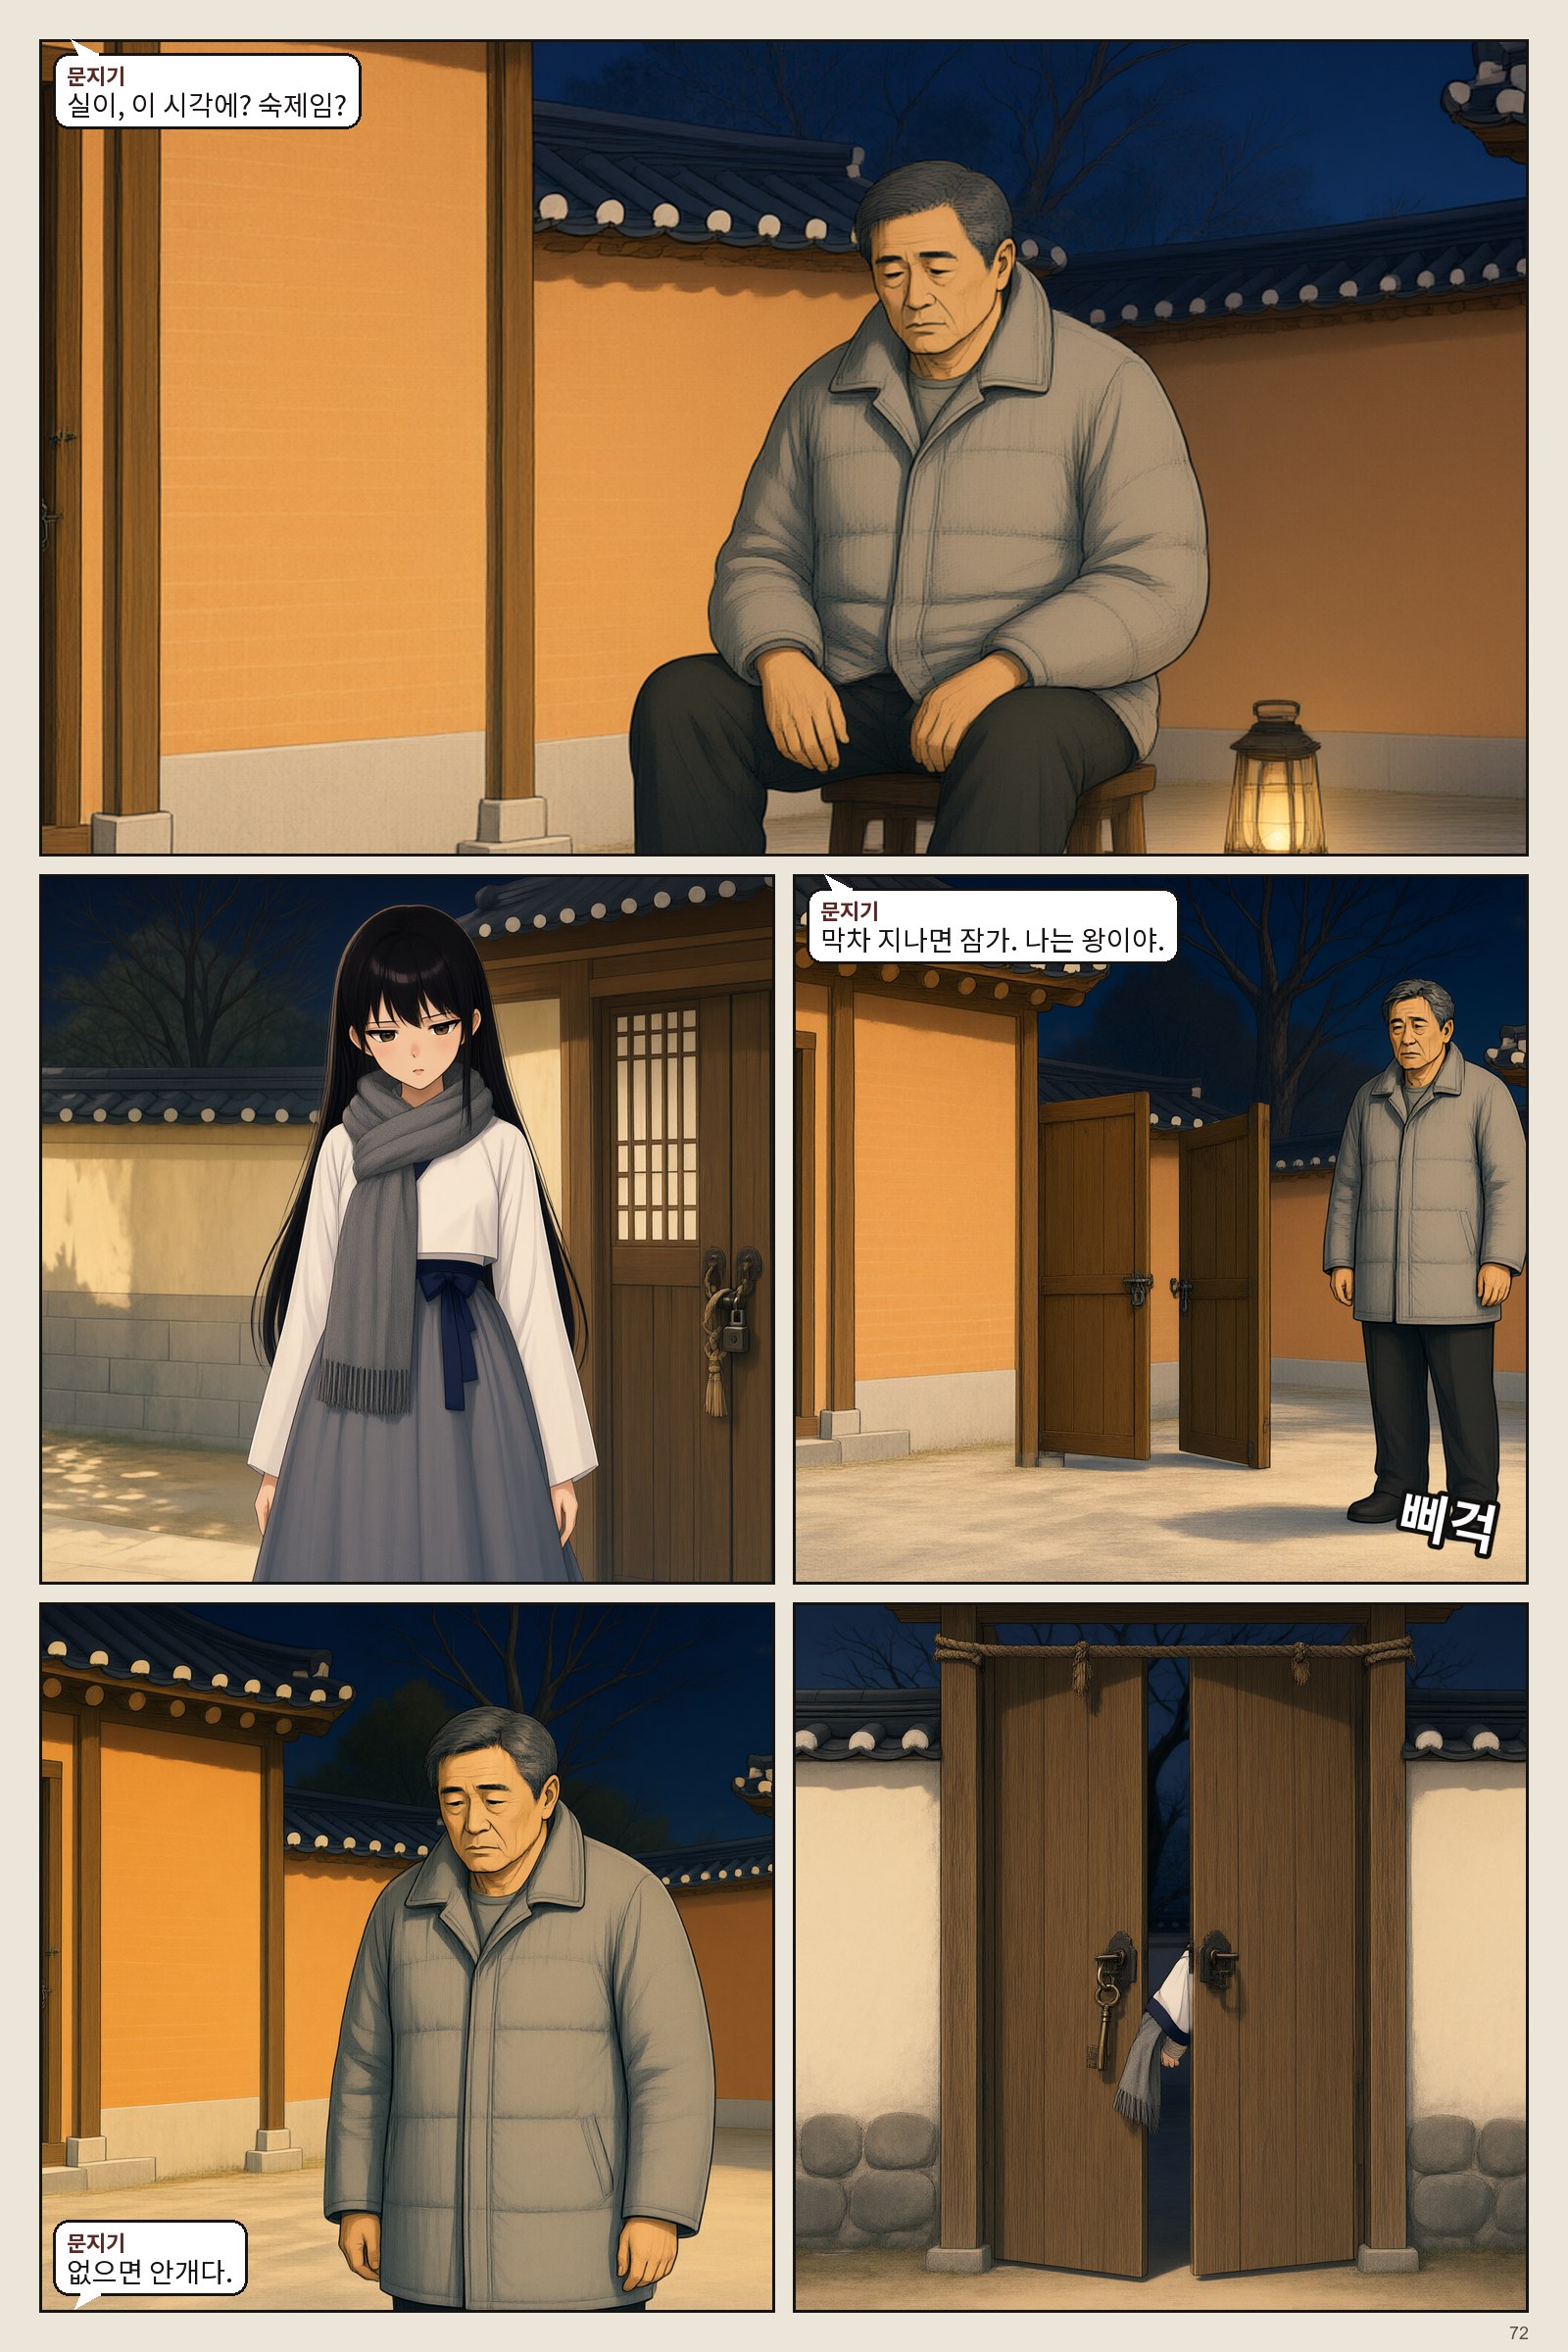 문지기
실이, 이 시각에? 숙제임?
문지기
막차 지나면 잠가. 나는 왕이야.
삐걱
문지기
없으면 안개다.
72